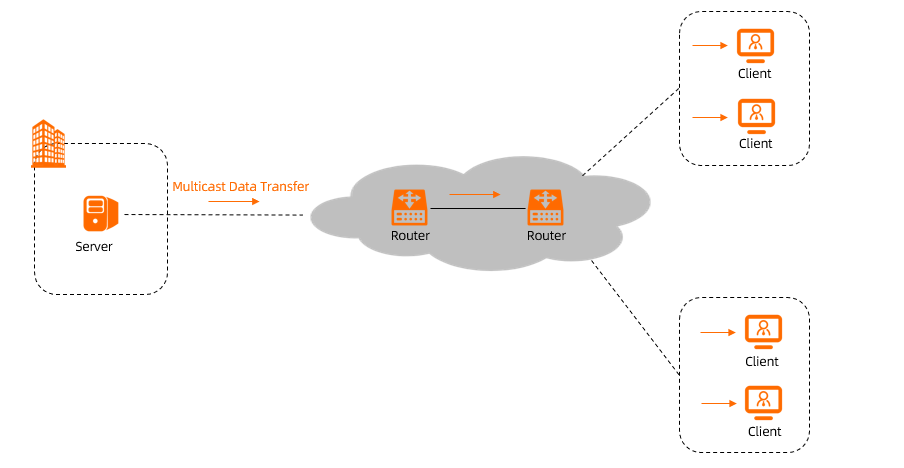 Client
Client
Multicast Data Transfer
Server
Router
Router
Client
Client